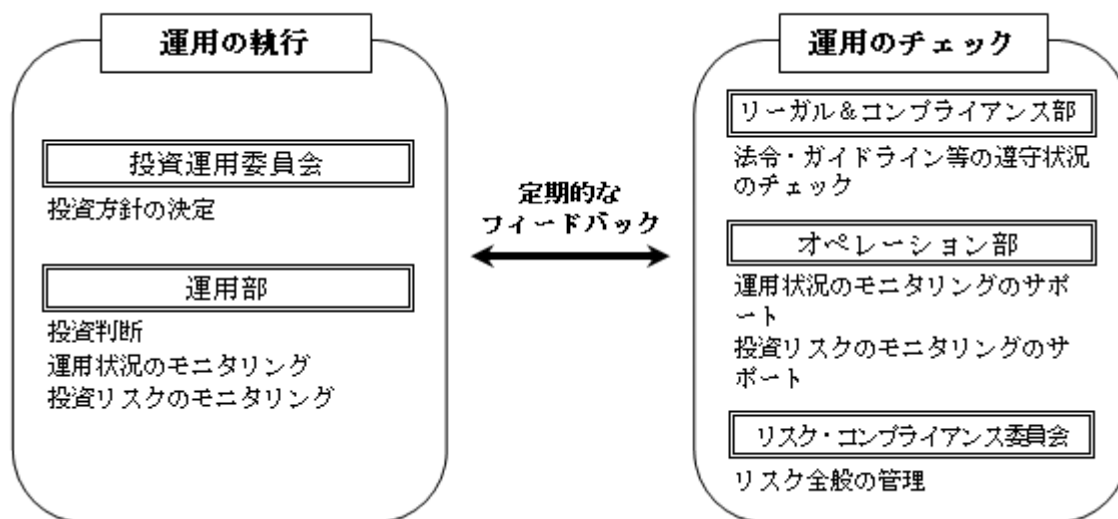 運用の執行
投資運用委員会
投資方針の決定
運用部
投資判断
運用状況のモニタリング
投資リスクのモニタリング
定期的な
フィードバック
運用のチェック
リーガル＆コンプライアンス部
法令・ガイドライン等の遵守状況
のチェック
オペレーション部
運用状況のモニタリングのサポ
ート
投資リスクのモニタリングのサ
ポート
リスク・コンプライアンス委員会
リスク全般の管理